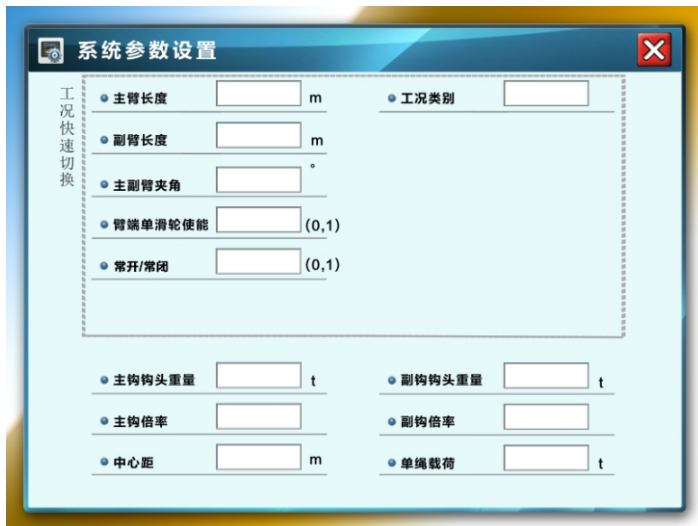 系统参数设置
工况快速切换
主臂长度 m 工况类别
副臂长度 m
主副臂夹角 °
臂端单滑轮使能 (0,1)
常开/常闭 (0,1)
主钩钩头重量 t 副钩钩头重量 t
主钩倍率 副钩倍率
中心距 m 单绳载荷 t